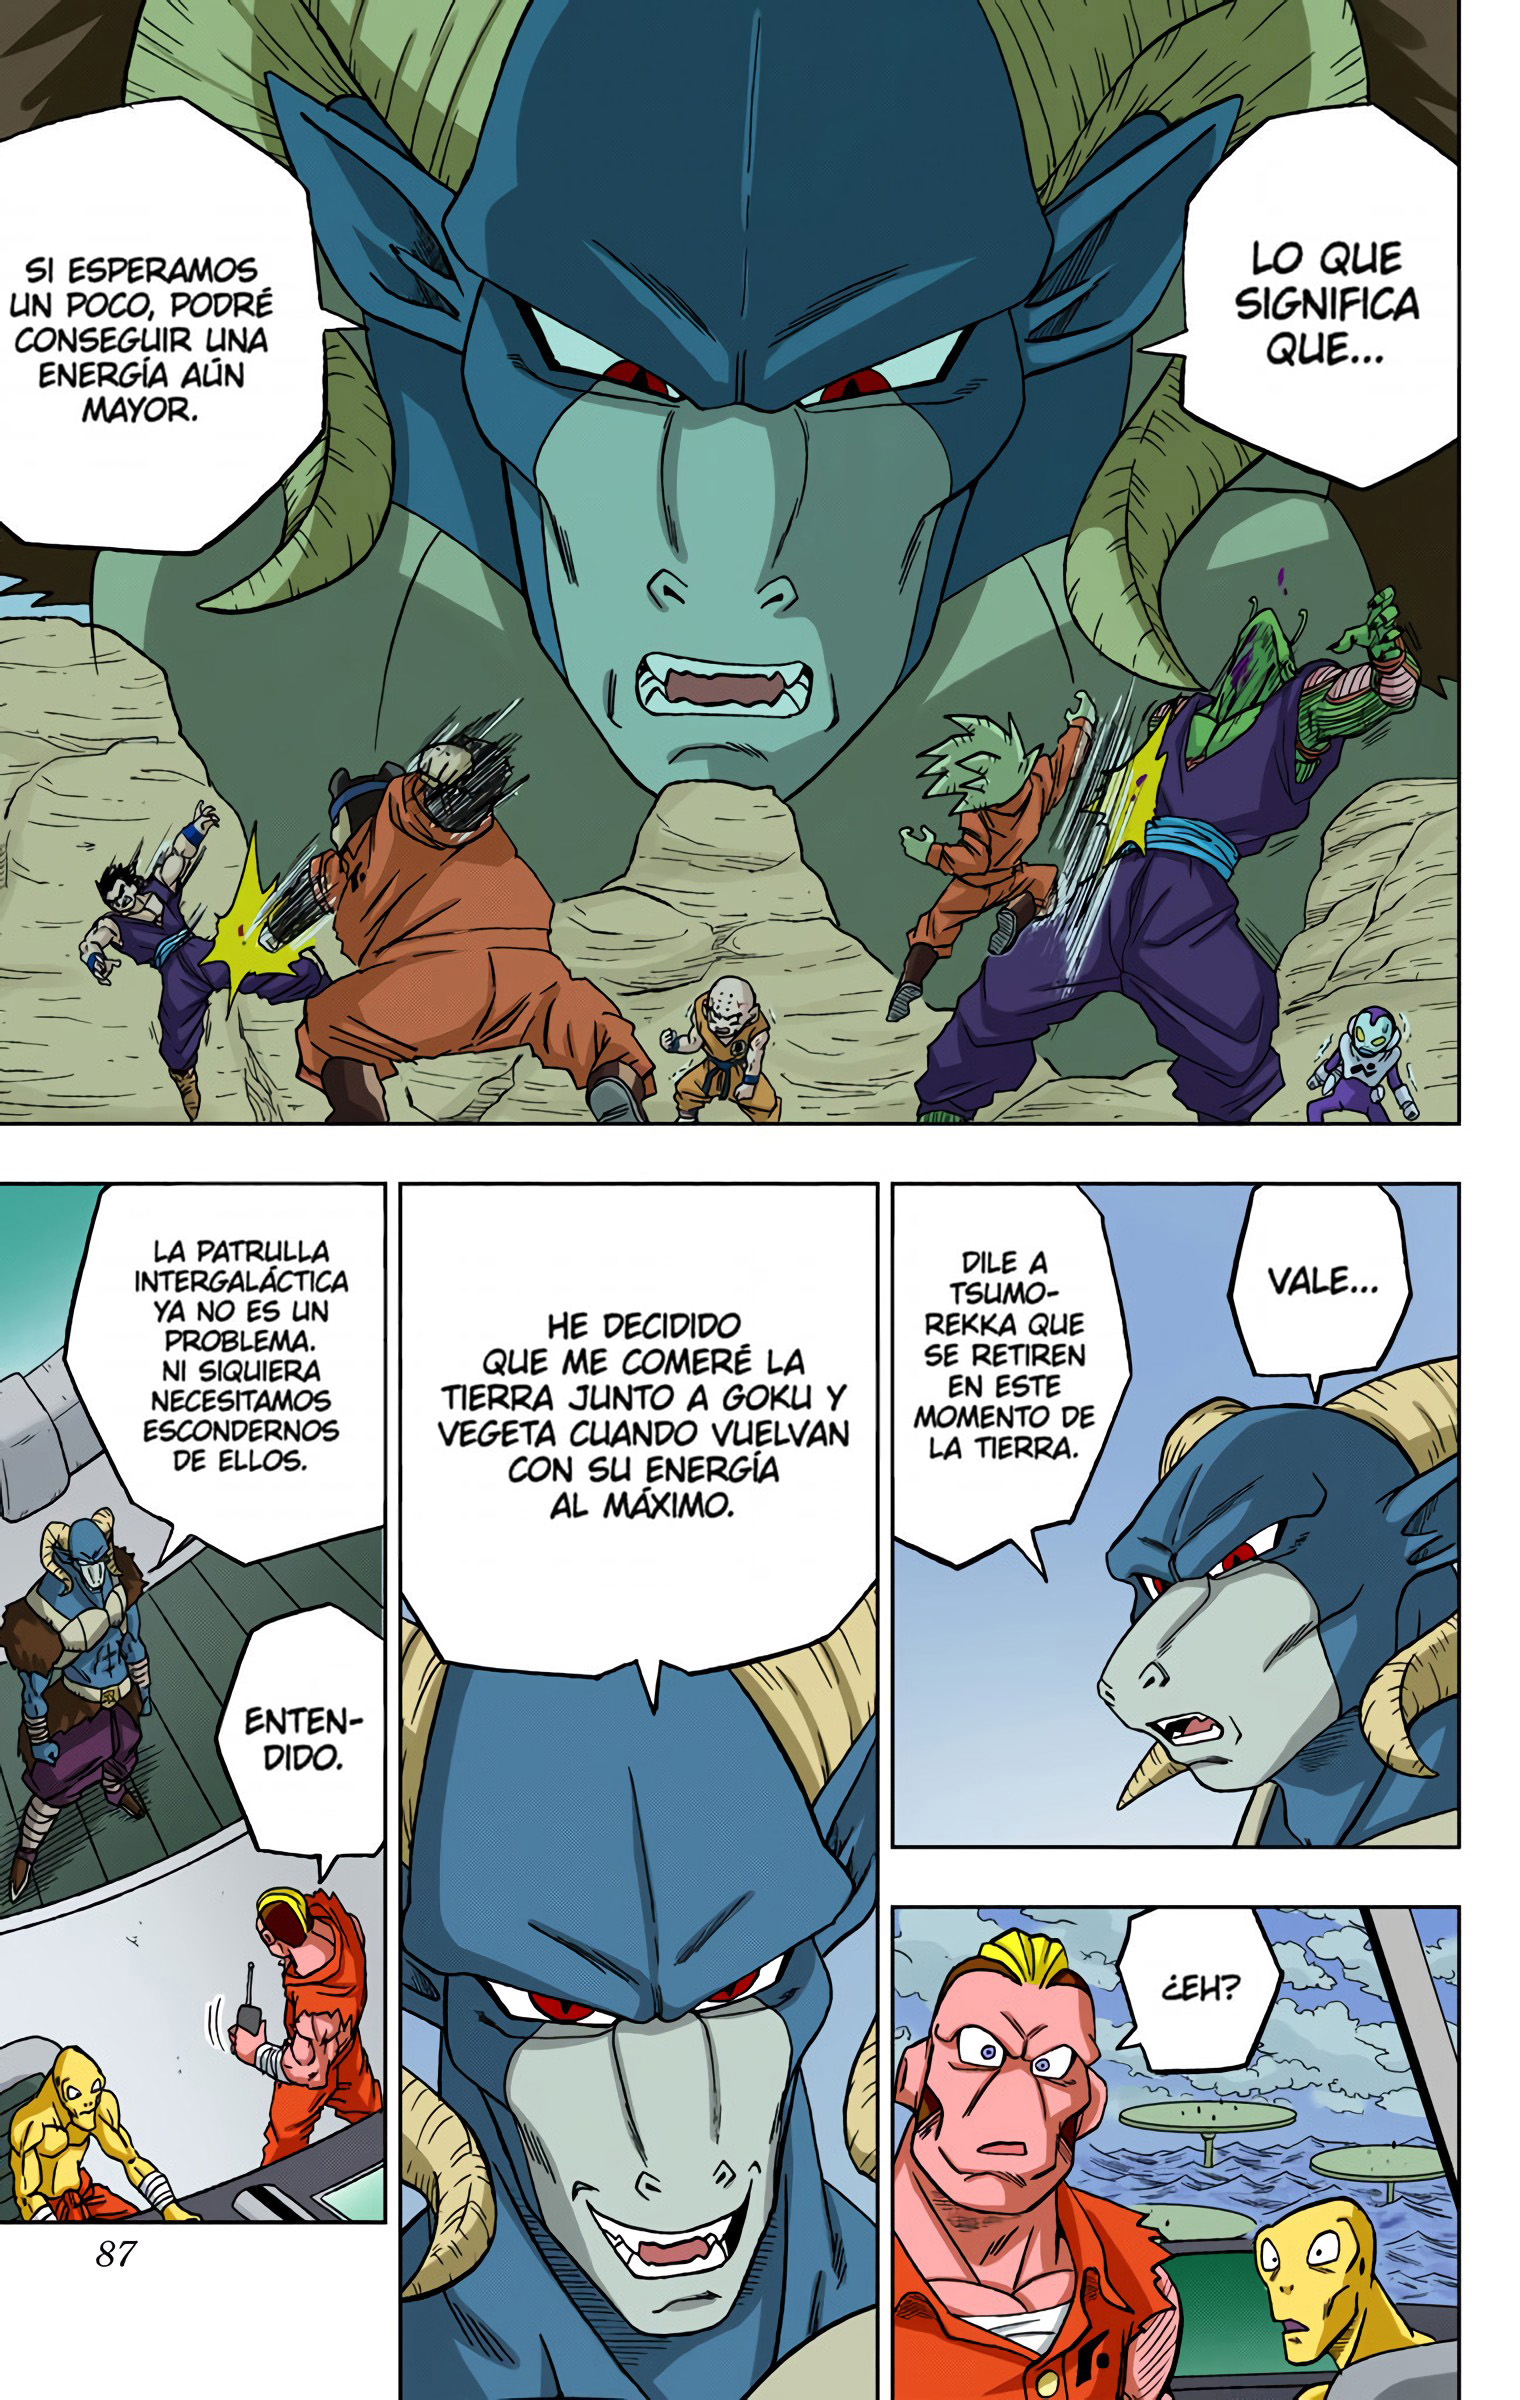 LO QUE
SIGNIFICA
QUE...
SI ESPERAMOS
UN POCO, PODRÉ
CONSEGUIR UNA
ENERGÍA AÚN
MAYOR.
VALE...
DILE A
TSUMO-
REKKA QUE
SE RETIREN
EN ESTE
MOMENTO DE
LA TIERRA.
¿EH?
HE DECIDIDO
QUE ME COMERÉ LA
TIERRA JUNTO A GOKU Y
VEGETA CUANDO VUELVAN
CON SU ENERGÍA
AL MÁXIMO.
LA PATRULLA
INTERGALÁCTICA
YA NO ES UN
PROBLEMA.
NI SIQUIERA
NECESITAMOS
ESCONDERNOS
DE ELLOS.
ENTEN-
DIDO.
87